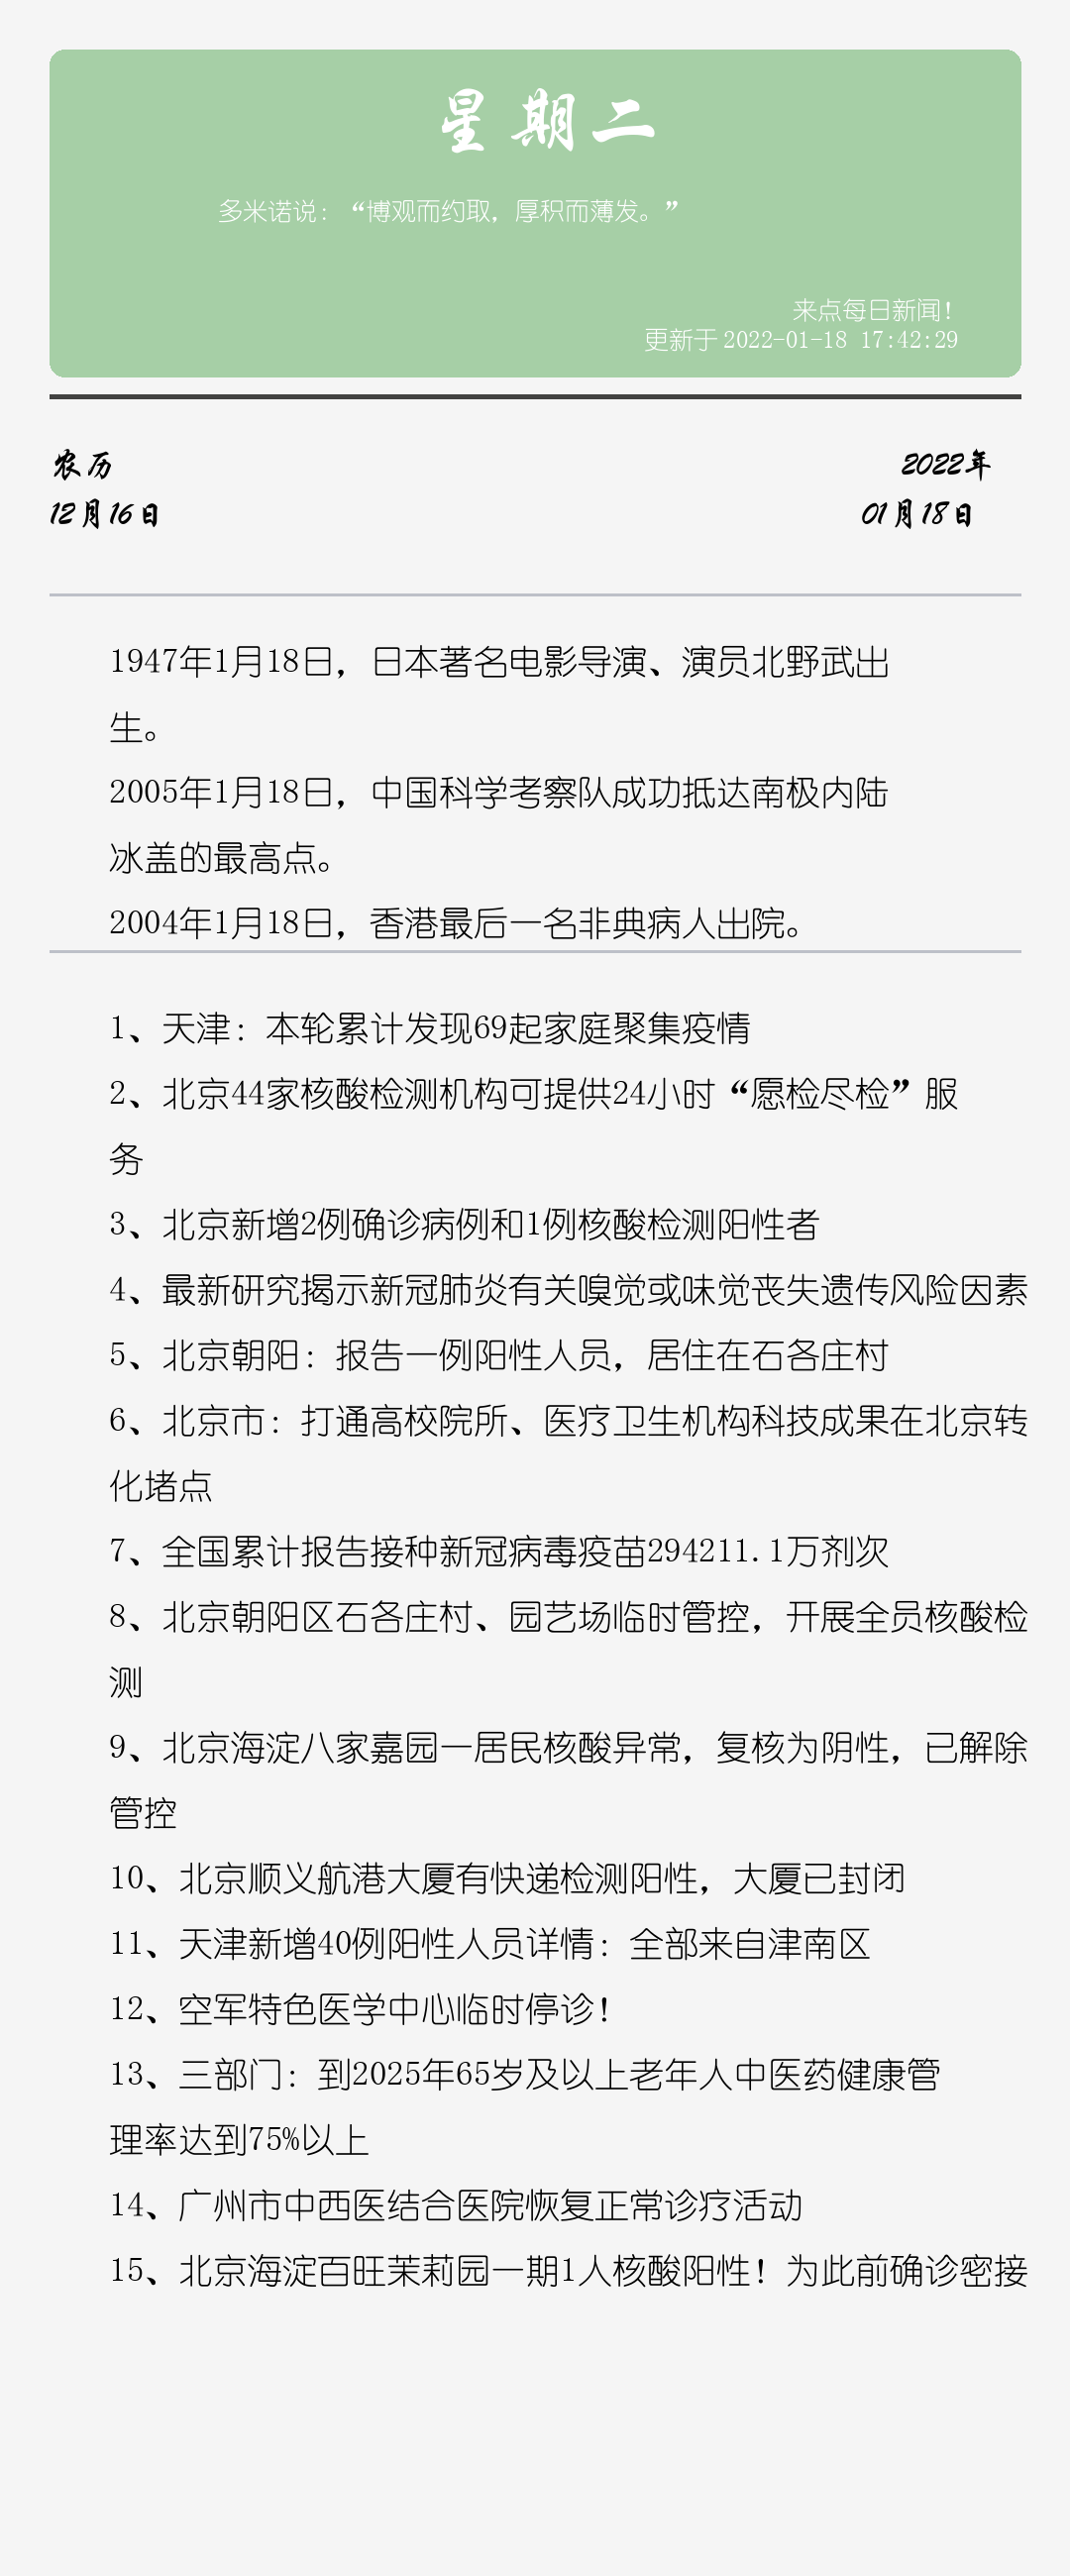 星期二
多米诺说：“博观而约取，厚积而薄发。”
来点每日新闻！
更新于 2022-01-18 17:42:29
农历
2022年
12月16日
01月18日
1947年1月18日，日本著名电影导演、演员北野武出
生。
2005年1月18日，中国科学考察队成功抵达南极内陆
冰盖的最高点。
2004年1月18日，香港最后一名非典病人出院。
1、天津：本轮累计发现69起家庭聚集疫情
2、北京44家核酸检测机构可提供24小时“愿检尽检”服
务
3、北京新增2例确诊病例和1例核酸检测阳性者
4、最新研究揭示新冠肺炎有关嗅觉或味觉丧失遗传风险因素
5、北京朝阳：报告一例阳性人员，居住在石各庄村
6、北京市：打通高校院所、医疗卫生机构科技成果在北京转
化堵点
7、全国累计报告接种新冠病毒疫苗294211.1万剂次
8、北京朝阳区石各庄村、园艺场临时管控，开展全员核酸检
测
9、北京海淀八家嘉园一居民核酸异常，复核为阴性，已解除
管控
10、北京顺义航港大厦有快递检测阳性，大厦已封闭
11、天津新增40例阳性人员详情：全部来自津南区
12、空军特色医学中心临时停诊！
13、三部门：到2025年65岁及以上老年人中医药健康管
理率达到75%以上
14、广州市中西医结合医院恢复正常诊疗活动
15、北京海淀百旺茉莉园一期1人核酸阳性！为此前确诊密接